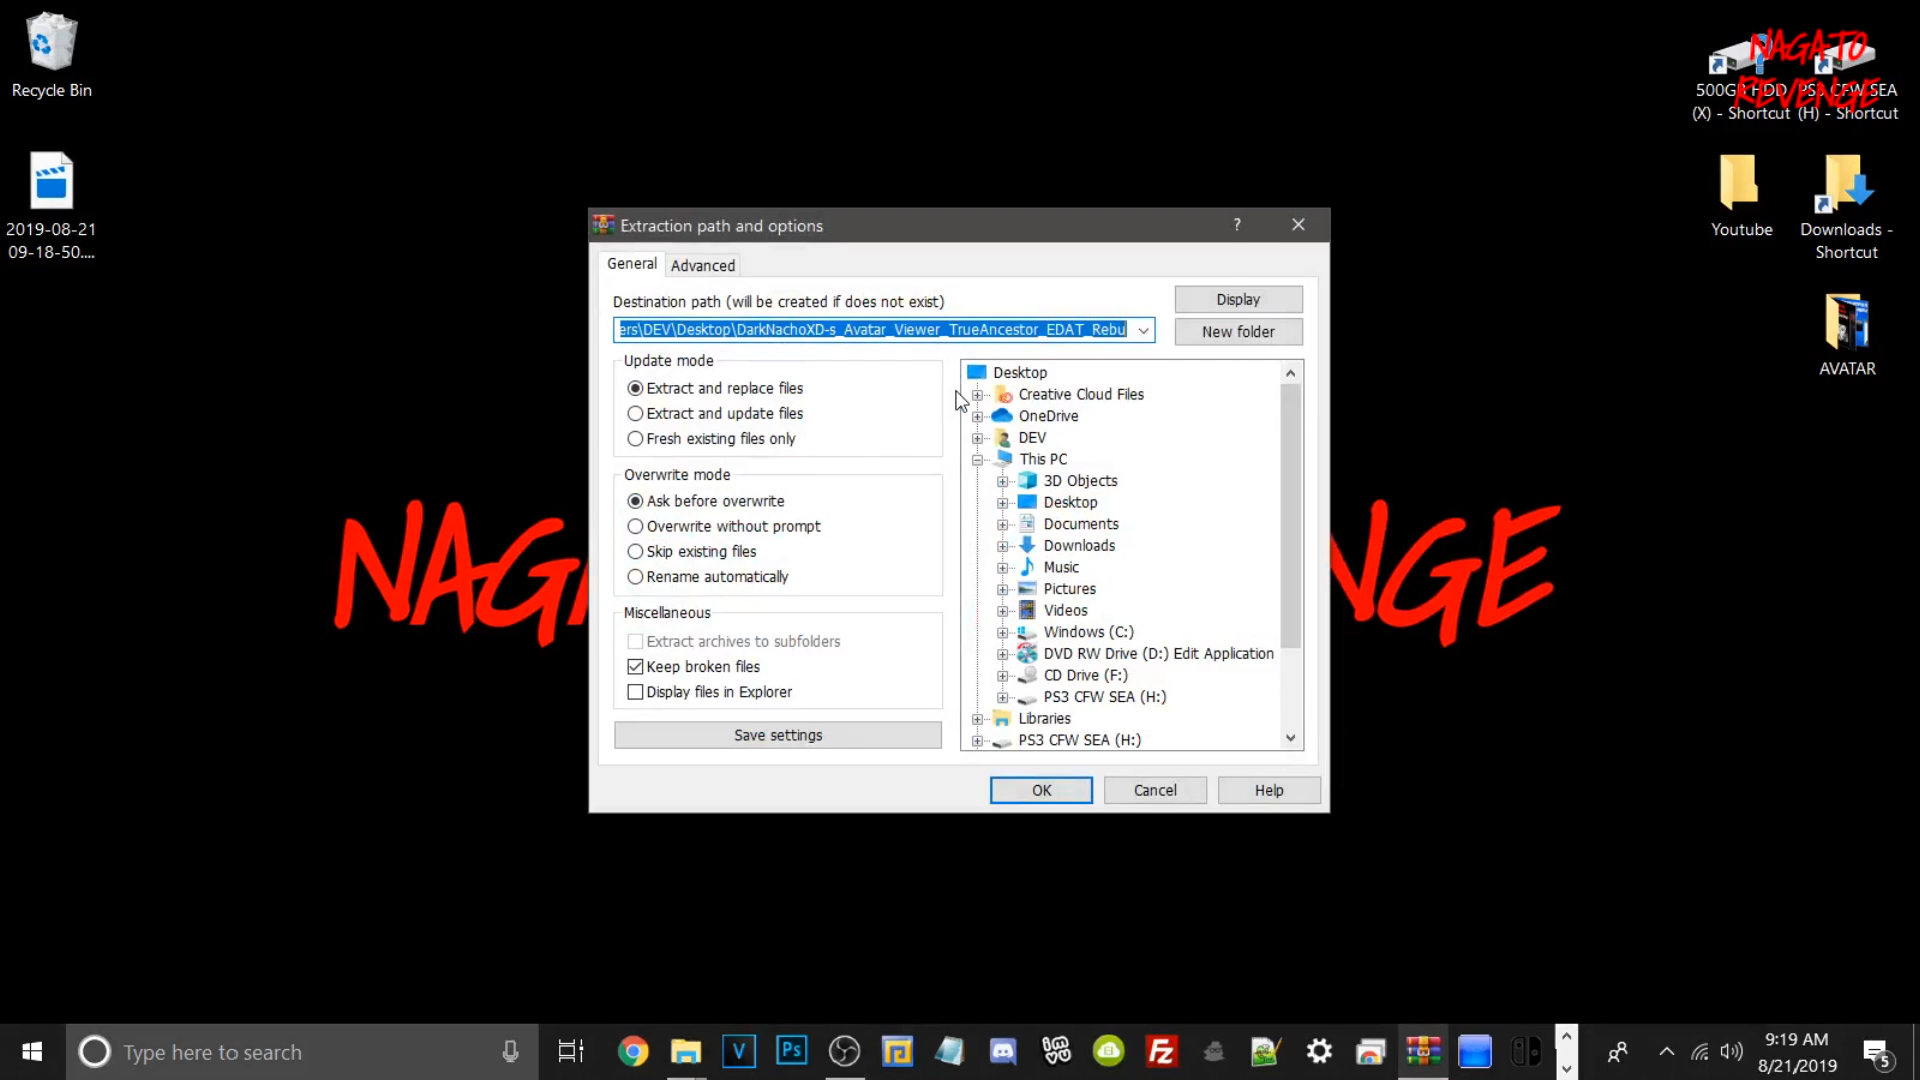 Recycle Bin
2019-08-21
09-18-50....
NAGATO
REVENGE
500GB HDD
(X) - Shortcut
PS3 CFW SEA
(H) - Shortcut
Youtube
Downloads -
Shortcut
AVATAR
Extraction path and options
?
General
Advanced
Destination path (will be created if does not exist)
Display
ers\DEV\Desktop\DarkNachoXD-s_Avatar_Viewer_TrueAncestor_EDAT_Rebu
New folder
Update mode
Extract and replace files
Extract and update files
Fresh existing files only
Overwrite mode
Ask before overwrite
Overwrite without prompt
Skip existing files
Rename automatically
Miscellaneous
Extract archives to subfolders
Keep broken files
Display files in Explorer
Save settings
Desktop
Creative Cloud Files
OneDrive
DEV
This PC
3D Objects
Desktop
Documents
Downloads
Music
Pictures
Videos
Windows (C:)
DVD RW Drive (D:) Edit Application
CD Drive (F:)
PS3 CFW SEA (H:)
Libraries
PS3 CFW SEA (H:)
OK
Cancel
Help
NAG
NGE
Type here to search
V
Ps
Fz
9:19 AM
8/21/2019
5